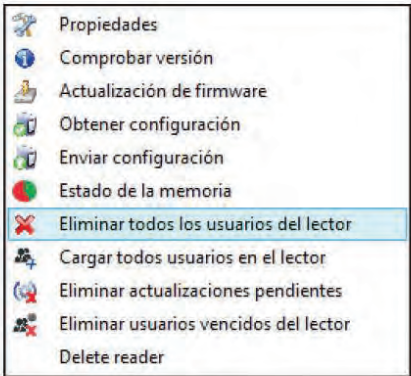 Propiedades
Comprobar versión
Actualización de firmware
Obtener configuración
Enviar configuración
Estado de la memoria
Eliminar todos los usuarios del lector
Cargar todos usuarios en el lector
Eliminar actualizaciones pendientes
Eliminar usuarios vencidos del lector
Delete reader